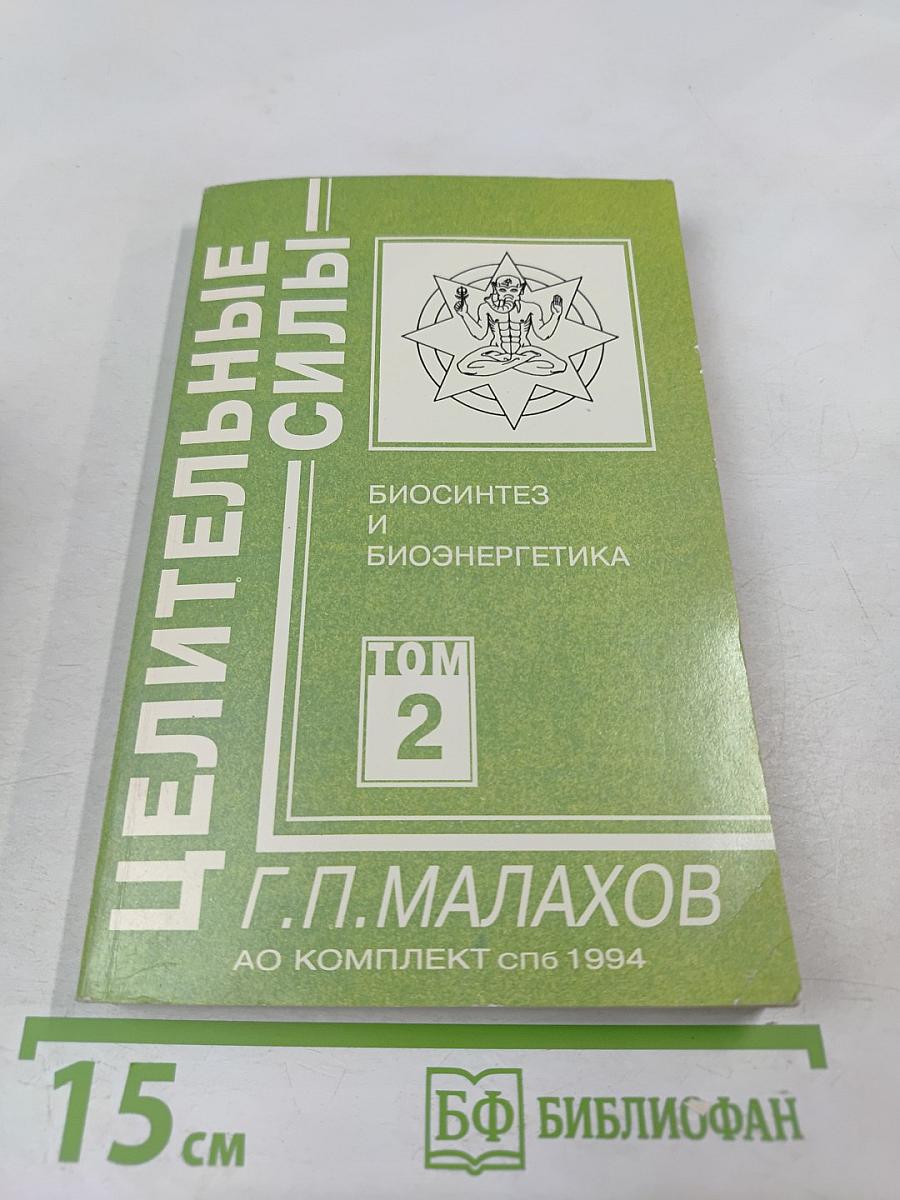 ЦЕЛИТЕЛЬНЫЕ
СИЛЫ
БИОСИНТЕЗ
И
БИОЭНЕРГЕТИКА
ТОМ
2
Г.П.МАЛАХОВ
АО КОМПЛЕКТ СПб 1994
15 см
БФ БИБЛИОФАН